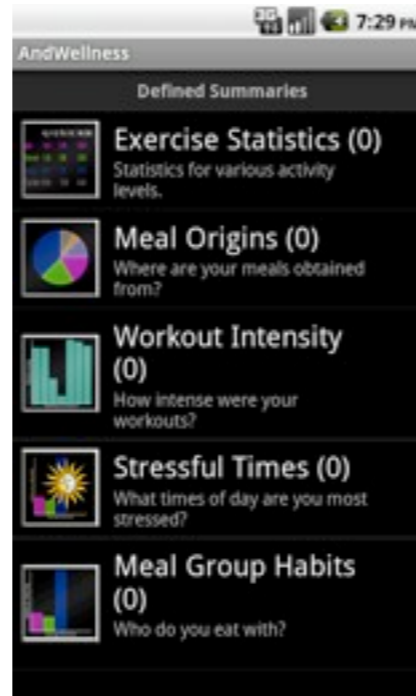 7:29 PM
AndWellness
Defined Summaries
Exercise Statistics (0)
Statistics for various activity
levels.
Meal Origins (0)
Where are your meals obtained
from?
Workout Intensity
(0)
How intense were your
workouts?
Stressful Times (0)
What times of day are you most
stressed?
Meal Group Habits
(0)
Who do you eat with?